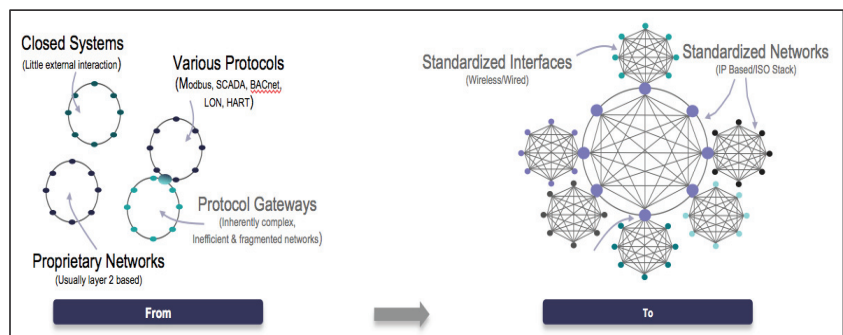 Closed Systems
(Little external interaction)
Various Protocols
(Modbus, SCADA, BACnet,
LON, HART)
Protocol Gateways
(Inherently complex,
Inefficient & fragmented networks)
Proprietary Networks
(Usually layer 2 based)
From
Standardized Interfaces
(Wireless/Wired)
Standardized Networks
(IP Based/ISO Stack)
To